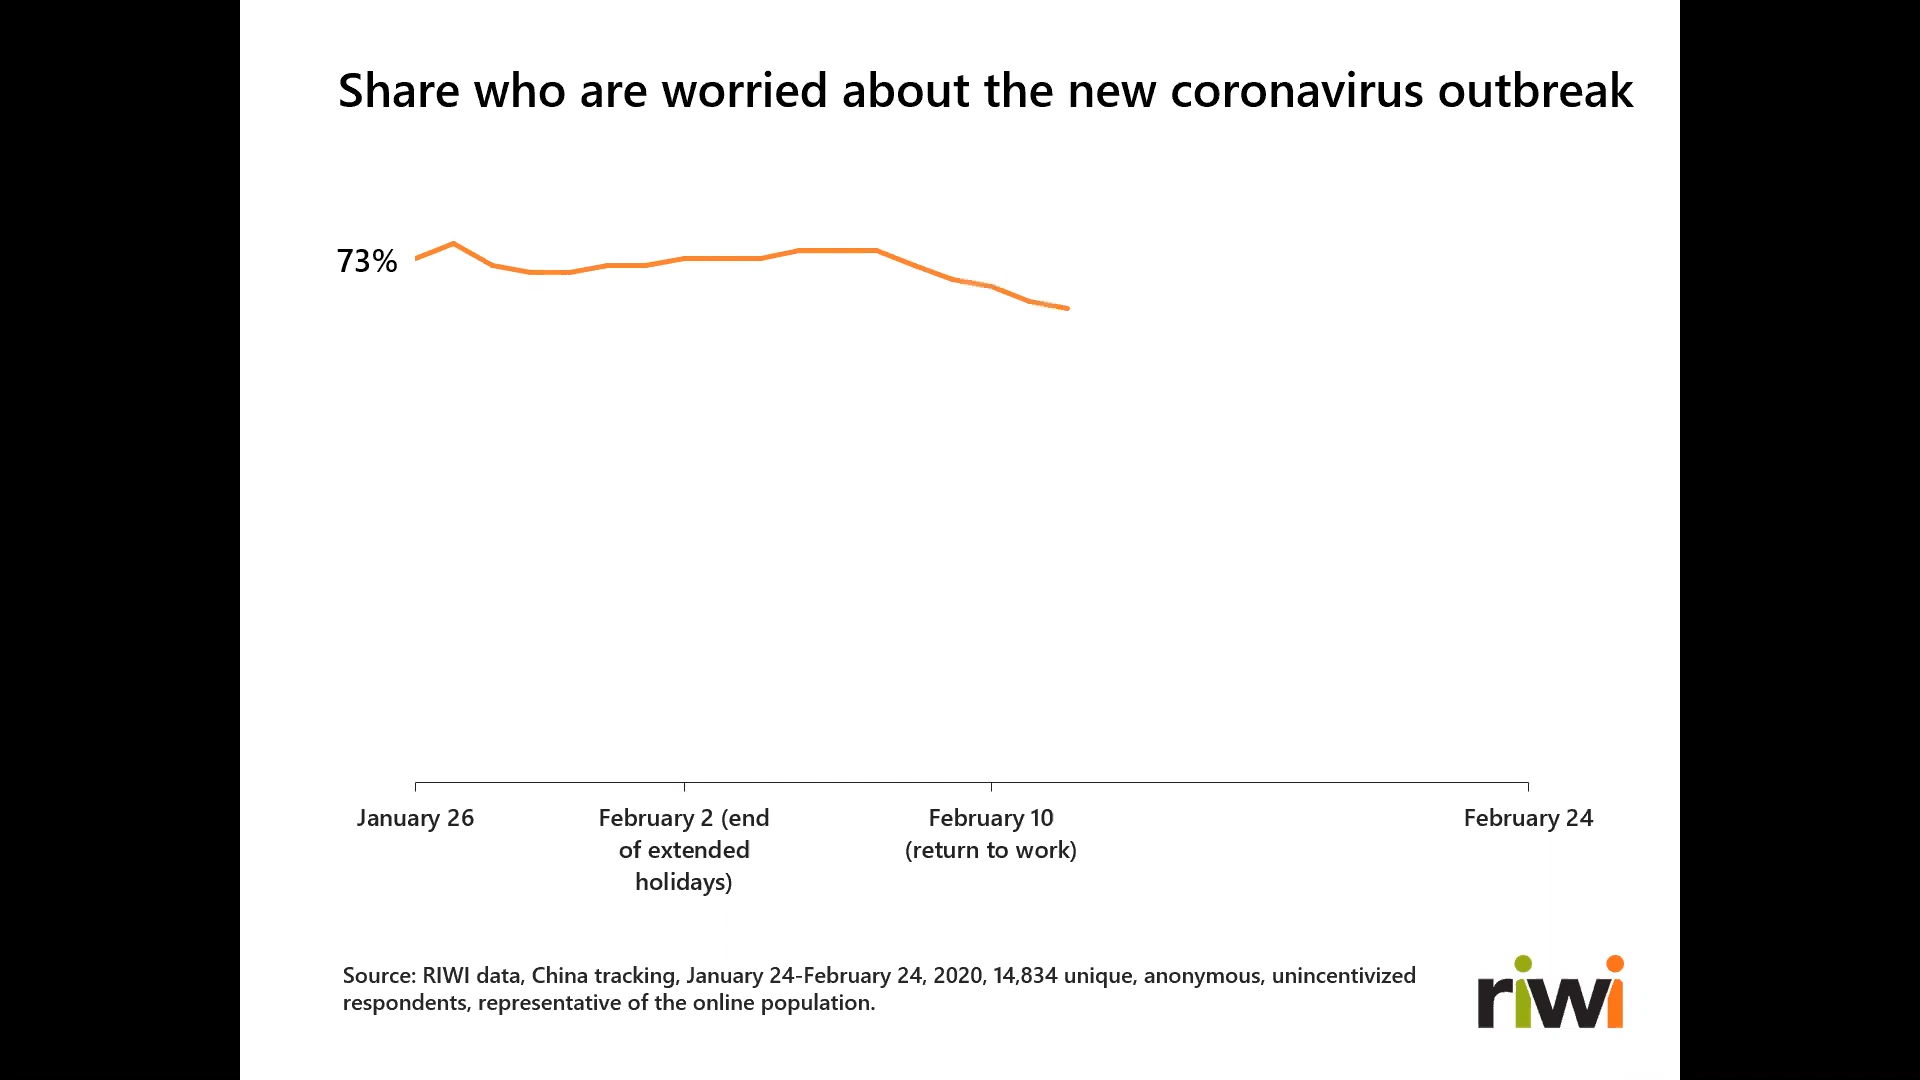 Share who are worried about the new coronavirus outbreak
73%
January 26
February 2 (end
of extended
holidays)
February 10
(return to work)
February 24
Source: RIWI data, China tracking, January 24-February 24, 2020, 14,834 unique, anonymous, unincentivized
respondents, representative of the online population.
riwi